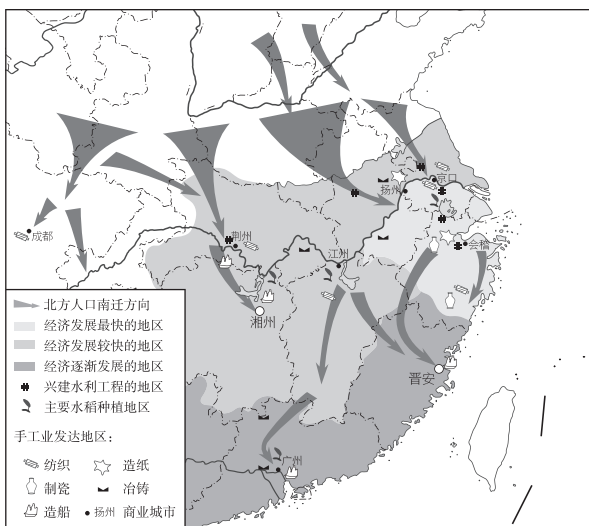 京口
扬州
成都
荆州
会稽
江州
湘州
晋安
广州
北方人口南迁方向
经济发展最快的地区
经济发展较快的地区
经济逐渐发展的地区
兴建水利工程的地区
主要水稻种植地区
手工业发达地区：
纺织 造纸
制瓷 冶铸
造船 扬州 商业城市